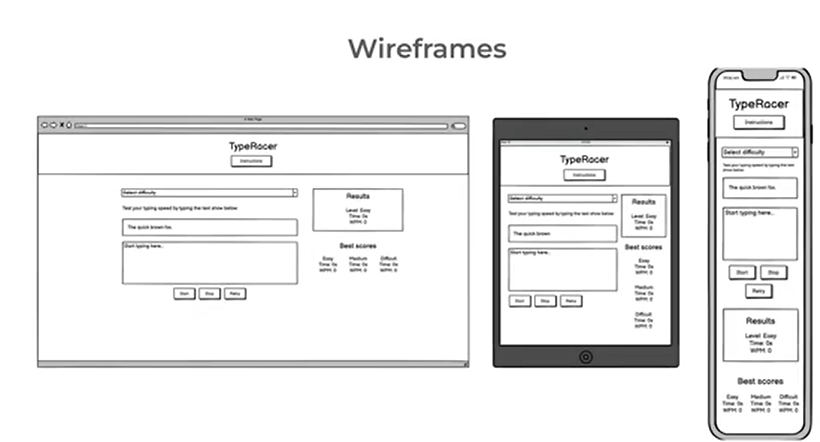 Wireframes
A Web Page
TypeRacer
Instructions
Select difficulty
Test your typing speed by typing the text show below:
The quick brown fox.
Start typing here...
Start Stop Retry
Results
Level: Easy
Time: 0s
WPM: 0
Best scores
Easy Medium Difficult
Time: 0s Time: 0s Time: 0s
WPM: 0 WPM: 0 WPM: 0
TypeRacer
Instructions
Select difficulty
Test your typing speed by typing the text show below:
The quick brown
Start typing here...
Start Stop Retry
Results
Level: Easy
Time: 0s
WPM: 0
Best scores
Easy
Time: 0s
WPM: 0
Medium
Time: 0s
WPM: 0
Difficult
Time: 0s
WPM: 0
TypeRacer
Instructions
Select difficulty
Test your typing speed by typing the text show
below:
The quick brown fox.
Start typing here...
Start Stop
Retry
Results
Level: Easy
Time: 0s
WPM: 0
Best scores
Easy Medium Difficult
Time: 0s Time: 0s Time: 0s
WPM: 0 WPM: 0 WPM: 0